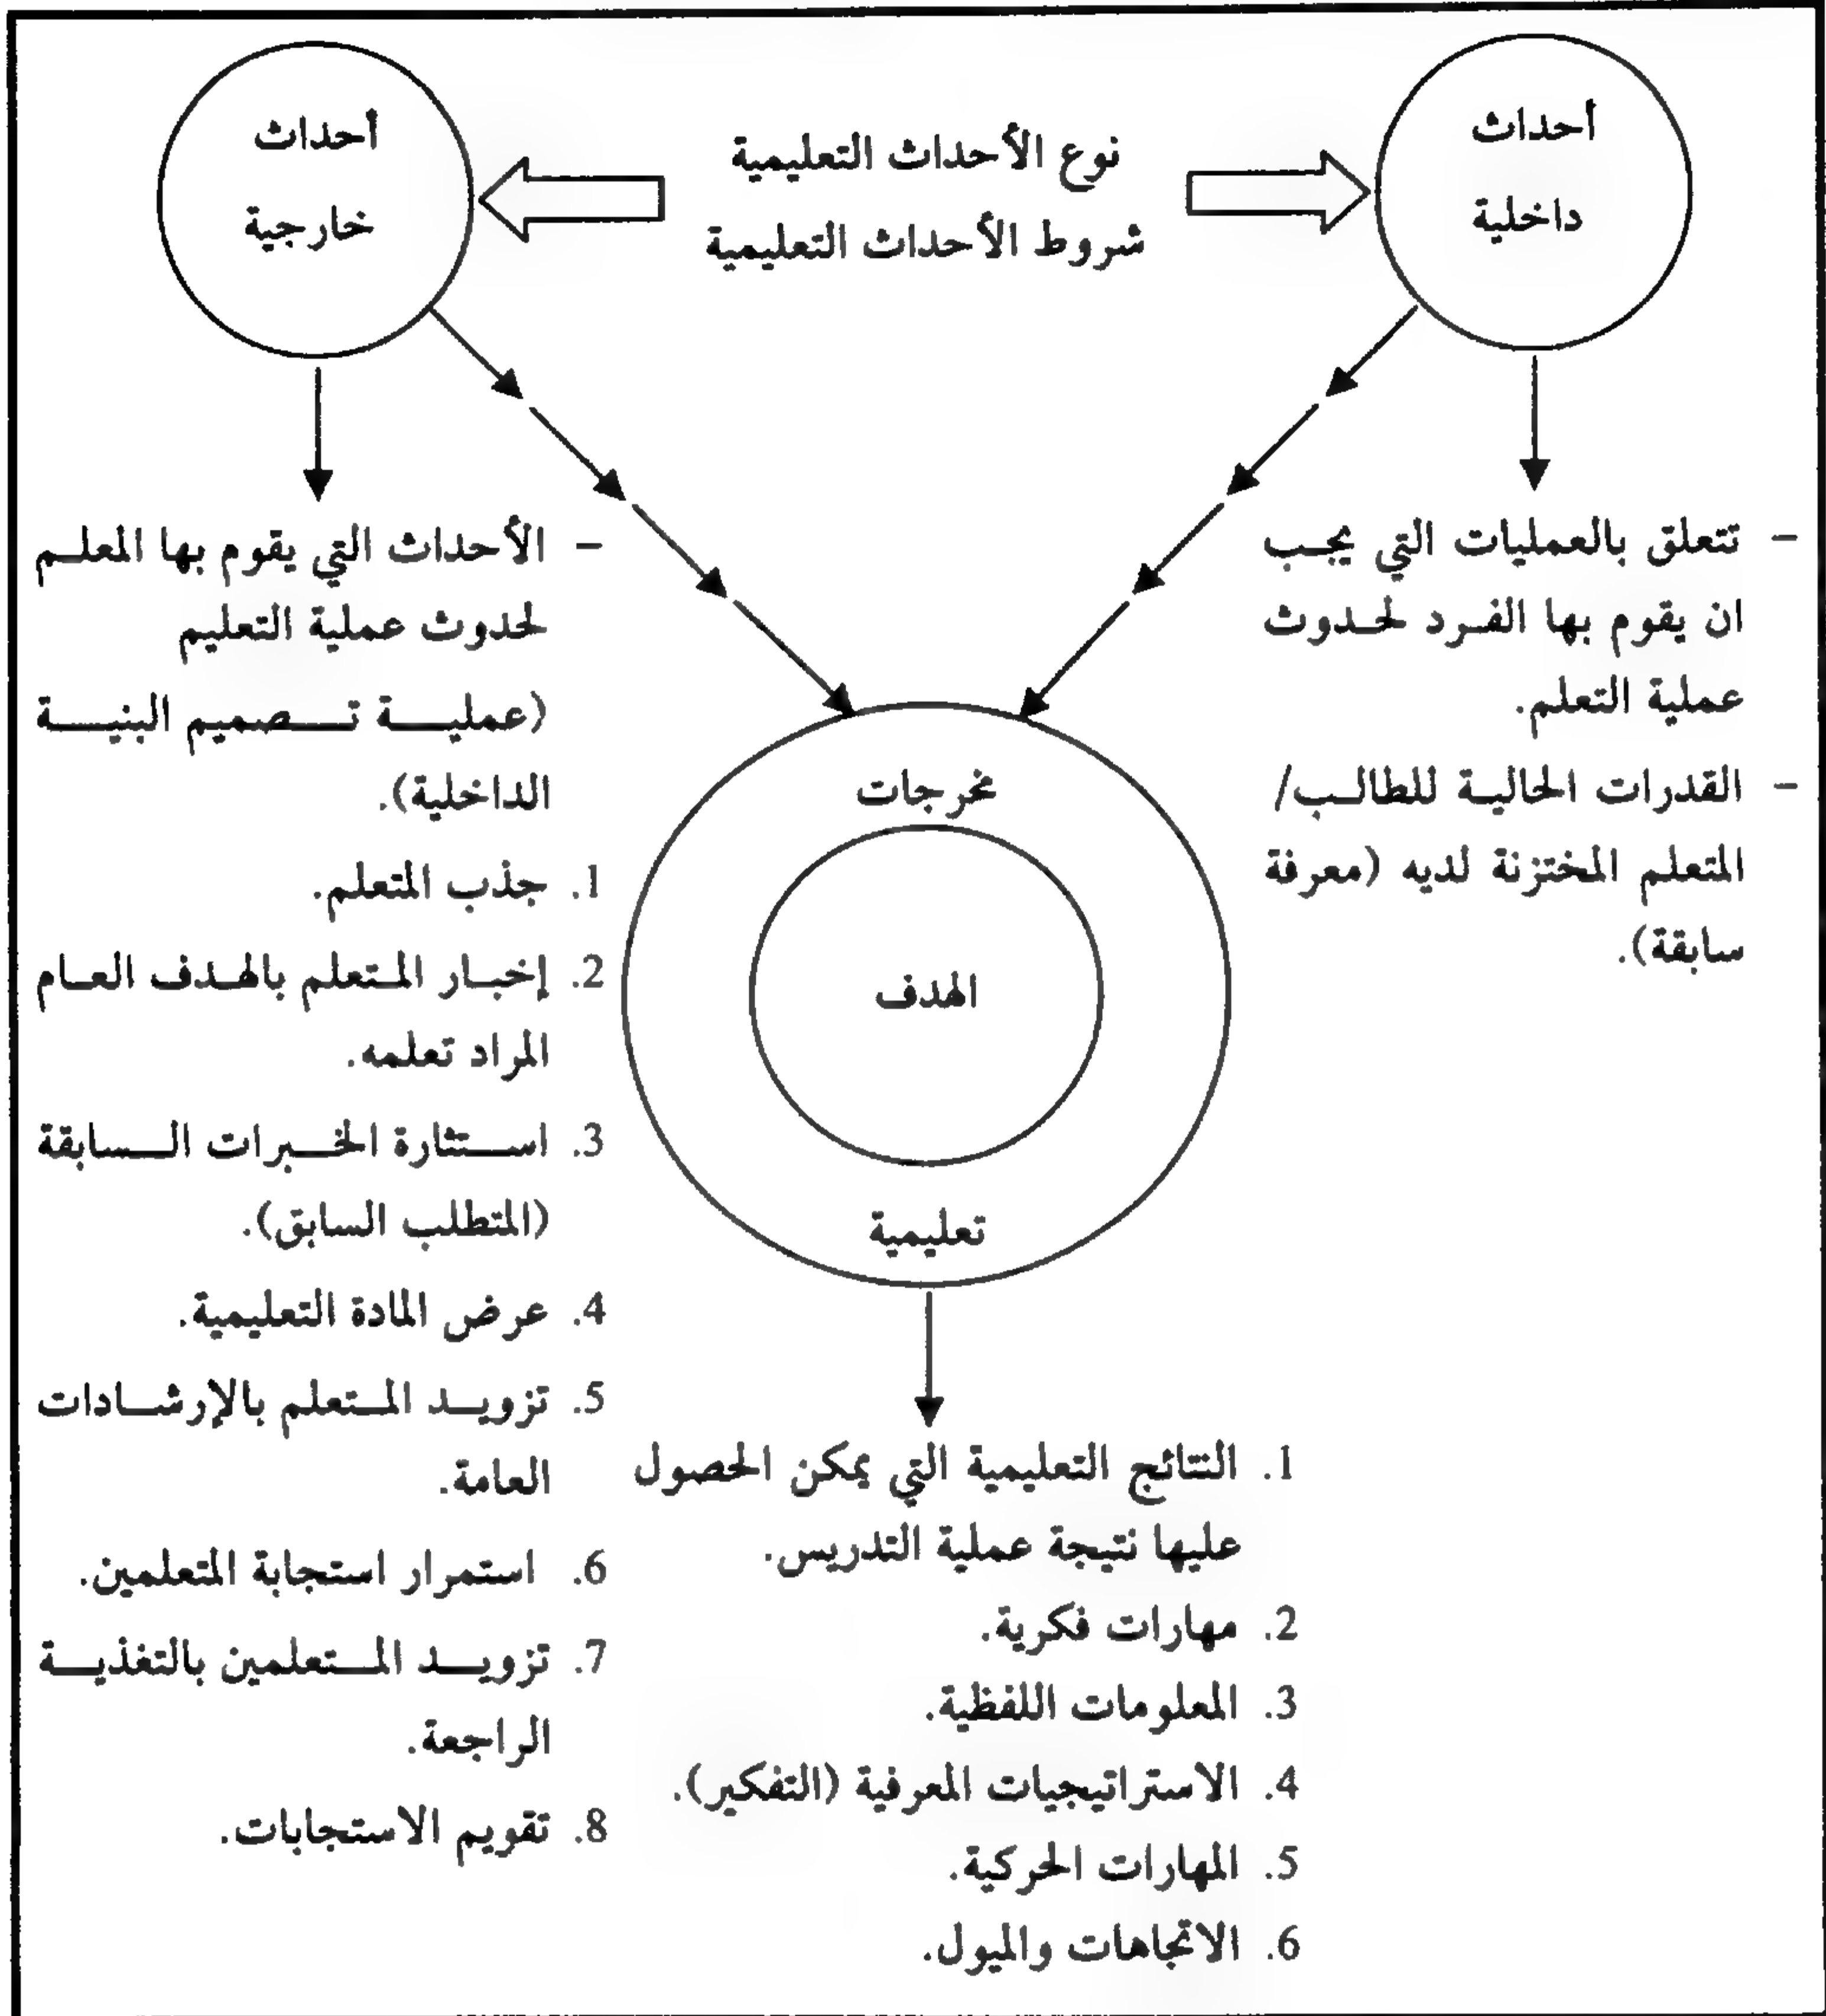 أحداث
داخلية
نوع الأحداث التعليمية
شروط الأحداث التعليمية
أحداث
خارجية
- تتعلق بالعمليات التي يجب
ان يقوم بها الفرد لحدوث
عملية التعلم.
- القدرات الحالية للطالب/
المتعلم المختزنة لديه (معرفة
سابقة).
مخرجات
الهدف
تعليمية
1. النتائج التعليمية التي يمكن الحصول
عليها نتيجة عملية التدريس.
2. مهارات فكرية.
3. المعلومات اللفظية.
4. الاستراتيجيات المعرفية (التفكير).
5. المهارات الحركية.
6. الاتجاهات والميول.
- الأحداث التي يقوم بها المعلم
لحدوث عملية التعليم
(عملية تصميم البنية
الداخلية).
1. جذب المتعلم.
2. إخبار المتعلم بالهدف العام
المراد تعلمه.
3. استثارة الخبرات السابقة
(المتطلب السابق).
4. عرض المادة التعليمية.
5. تزويد المتعلم بالإرشادات
العامة.
6. استمرار استجابة المتعلمين.
7. تزويد المتعلمين بالتغذية
الراجعة.
8. تقويم الاستجابات.